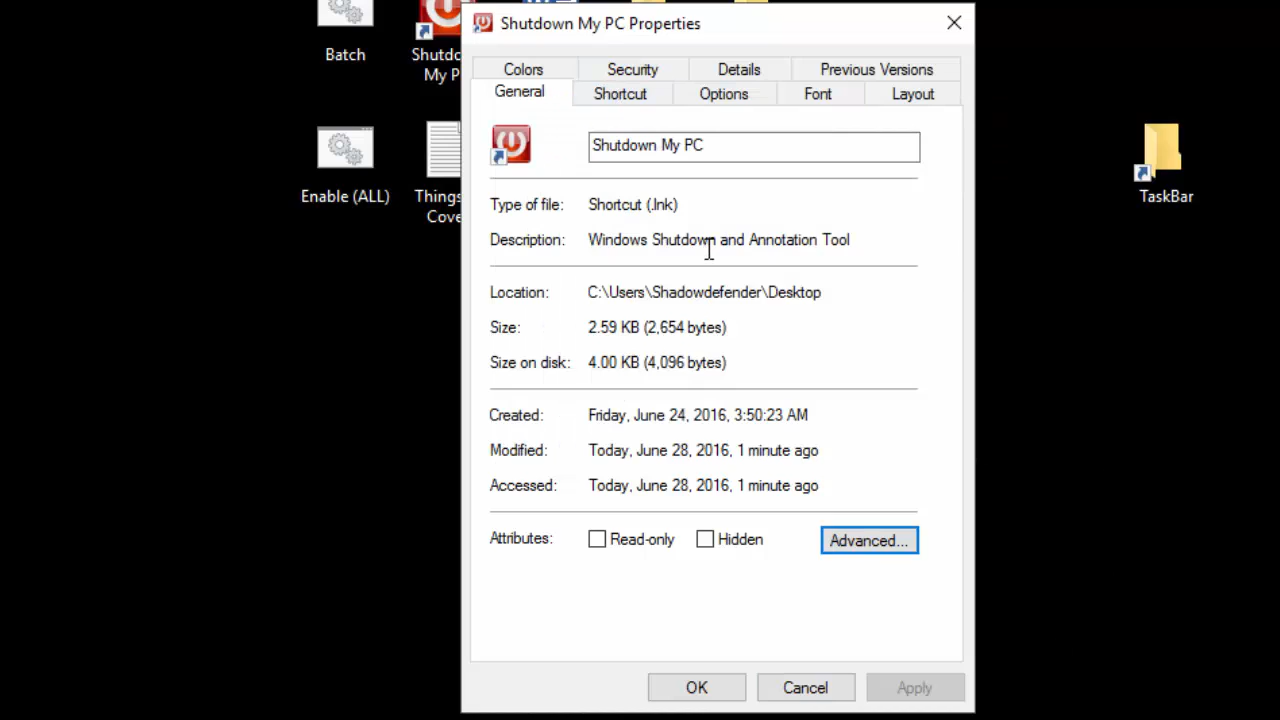 Shutdown My PC Properties
Batch
Shutdo
My P
Colors Security Details Previous Versions
General Shortcut Options Font Layout
Shutdown My PC
Enable (ALL)
Things
Cove
TaskBar
Type of file: Shortcut (.lnk)
Description: Windows Shutdown and Annotation Tool
Location: C:\Users\Shadowdefender\Desktop
Size: 2.59 KB (2,654 bytes)
Size on disk: 4.00 KB (4,096 bytes)
Created: Friday, June 24, 2016, 3:50:23 AM
Modified: Today, June 28, 2016, 1 minute ago
Accessed: Today, June 28, 2016, 1 minute ago
Attributes: Read-only Hidden Advanced...
OK Cancel Apply